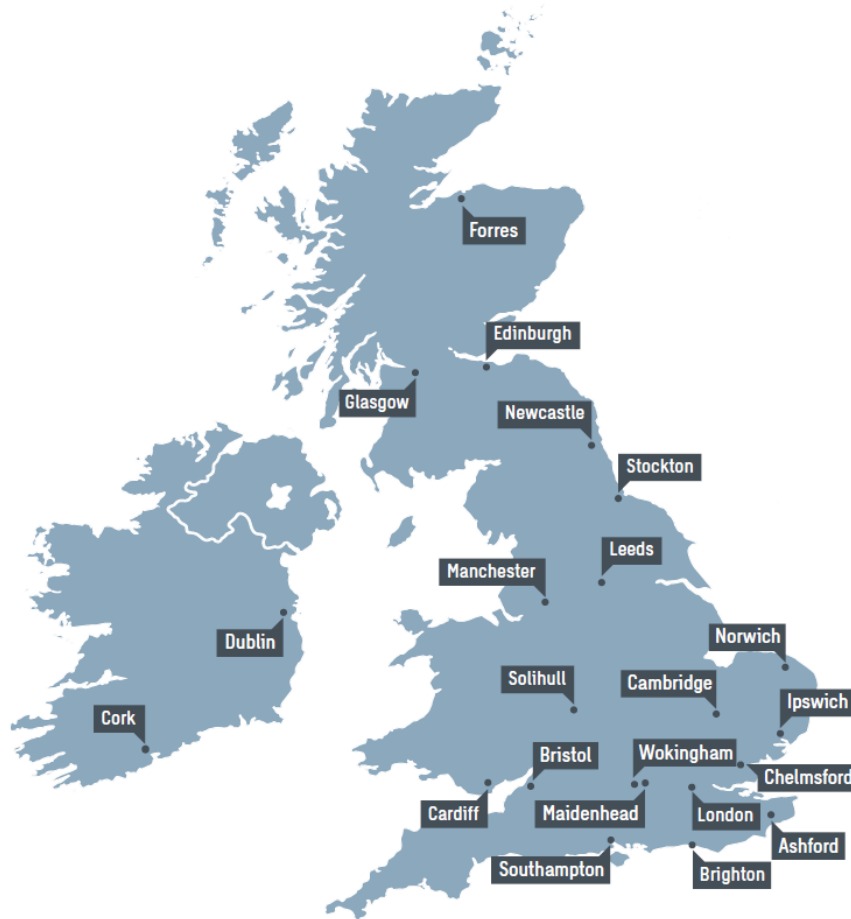 Forres
Edinburgh
Glasgow
Newcastle
Stockton
Leeds
Manchester
Dublin
Norwich
Solihull
Cambridge
Ipswich
Cork
Bristol
Wokingham
Chelmsford
Cardiff
Maidenhead
London
Ashford
Southampton
Brighton